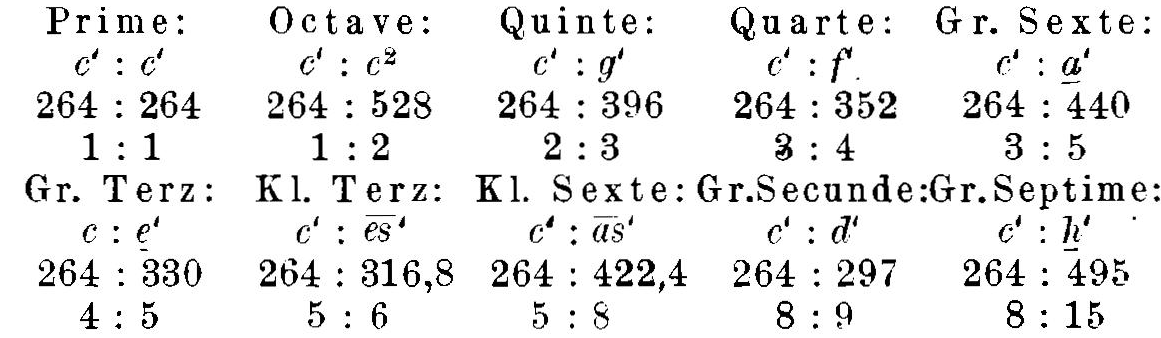 Prime: Octave: Quinte: Quarte: Gr. Sexte:
c' : c' c' : c² c' : g' c' : f' c' : a̲'
264 : 264 264 : 528 264 : 396 264 : 352 264 : 440
1 : 1 1 : 2 2 : 3 3 : 4 3 : 5
Gr. Terz: Kl. Terz: Kl. Sexte: Gr.Secunde: Gr.Septime:
c : e̲' c' : e̅s̅' c' : a̅s' c' : d' c' : h̲'
264 : 330 264 : 316,8 264 : 422,4 264 : 297 264 : 495
4 : 5 5 : 6 5 : 8 8 : 9 8 : 15